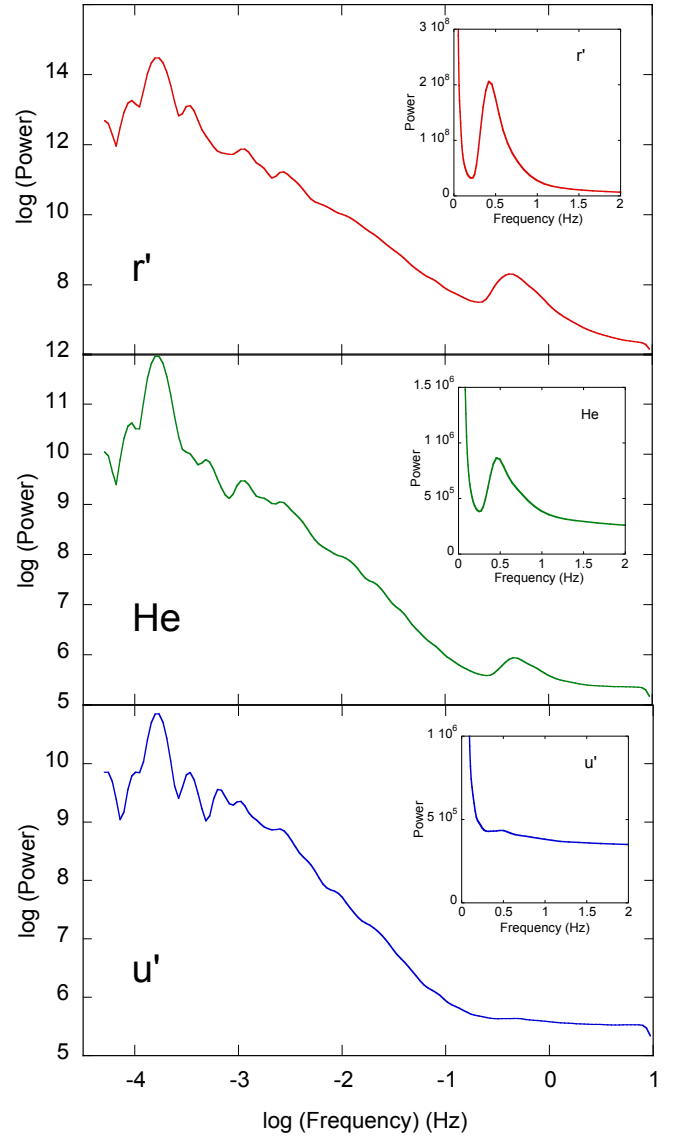 3 10⁸
r'
2 10⁸
Power
1 10⁸
0
0 0.5 1 1.5 2
Frequency (Hz)
14
12
10
8
log (Power)
r'
1.5 10⁶
He
1 10⁶
Power
5 10⁵
0
0 0.5 1 1.5 2
Frequency (Hz)
12
11
10
9
8
7
6
5
log (Power)
He
1 10⁶
u'
Power
5 10⁵
0
0 0.5 1 1.5 2
Frequency (Hz)
10
9
8
7
6
5
log (Power)
u'
-4 -3 -2 -1 0 1
log (Frequency) (Hz)